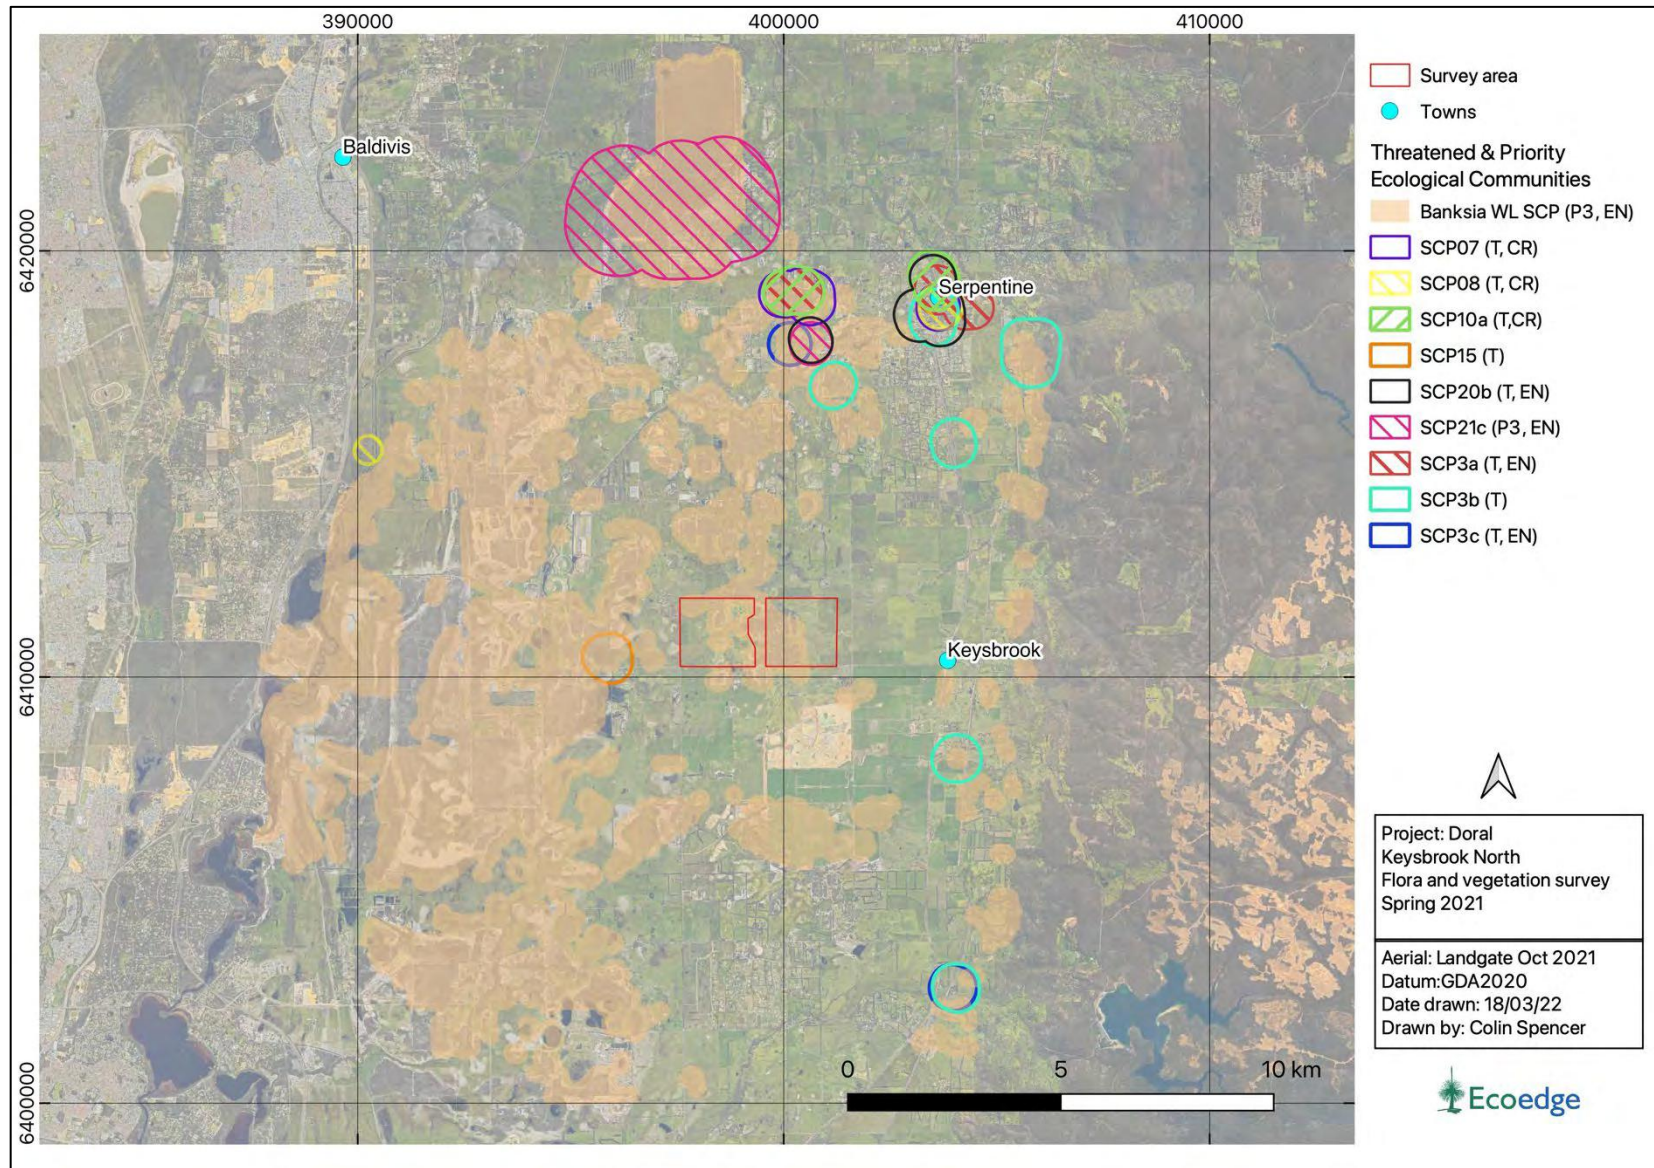 390000
400000
410000
6420000
6410000
6400000
Baldivis
Serpentine
Keysbrook
0
5
10 km
Survey area
Towns
Threatened & Priority
Ecological Communities
Banksia WL SCP (P3, EN)
SCP07 (T, CR)
SCP08 (T, CR)
SCP10a (T,CR)
SCP15 (T)
SCP20b (T, EN)
SCP21c (P3, EN)
SCP3a (T, EN)
SCP3b (T)
SCP3c (T, EN)
Project: Doral
Keysbrook North
Flora and vegetation survey
Spring 2021
Aerial: Landgate Oct 2021
Datum:GDA2020
Date drawn: 18/03/22
Drawn by: Colin Spencer
Ecoedge